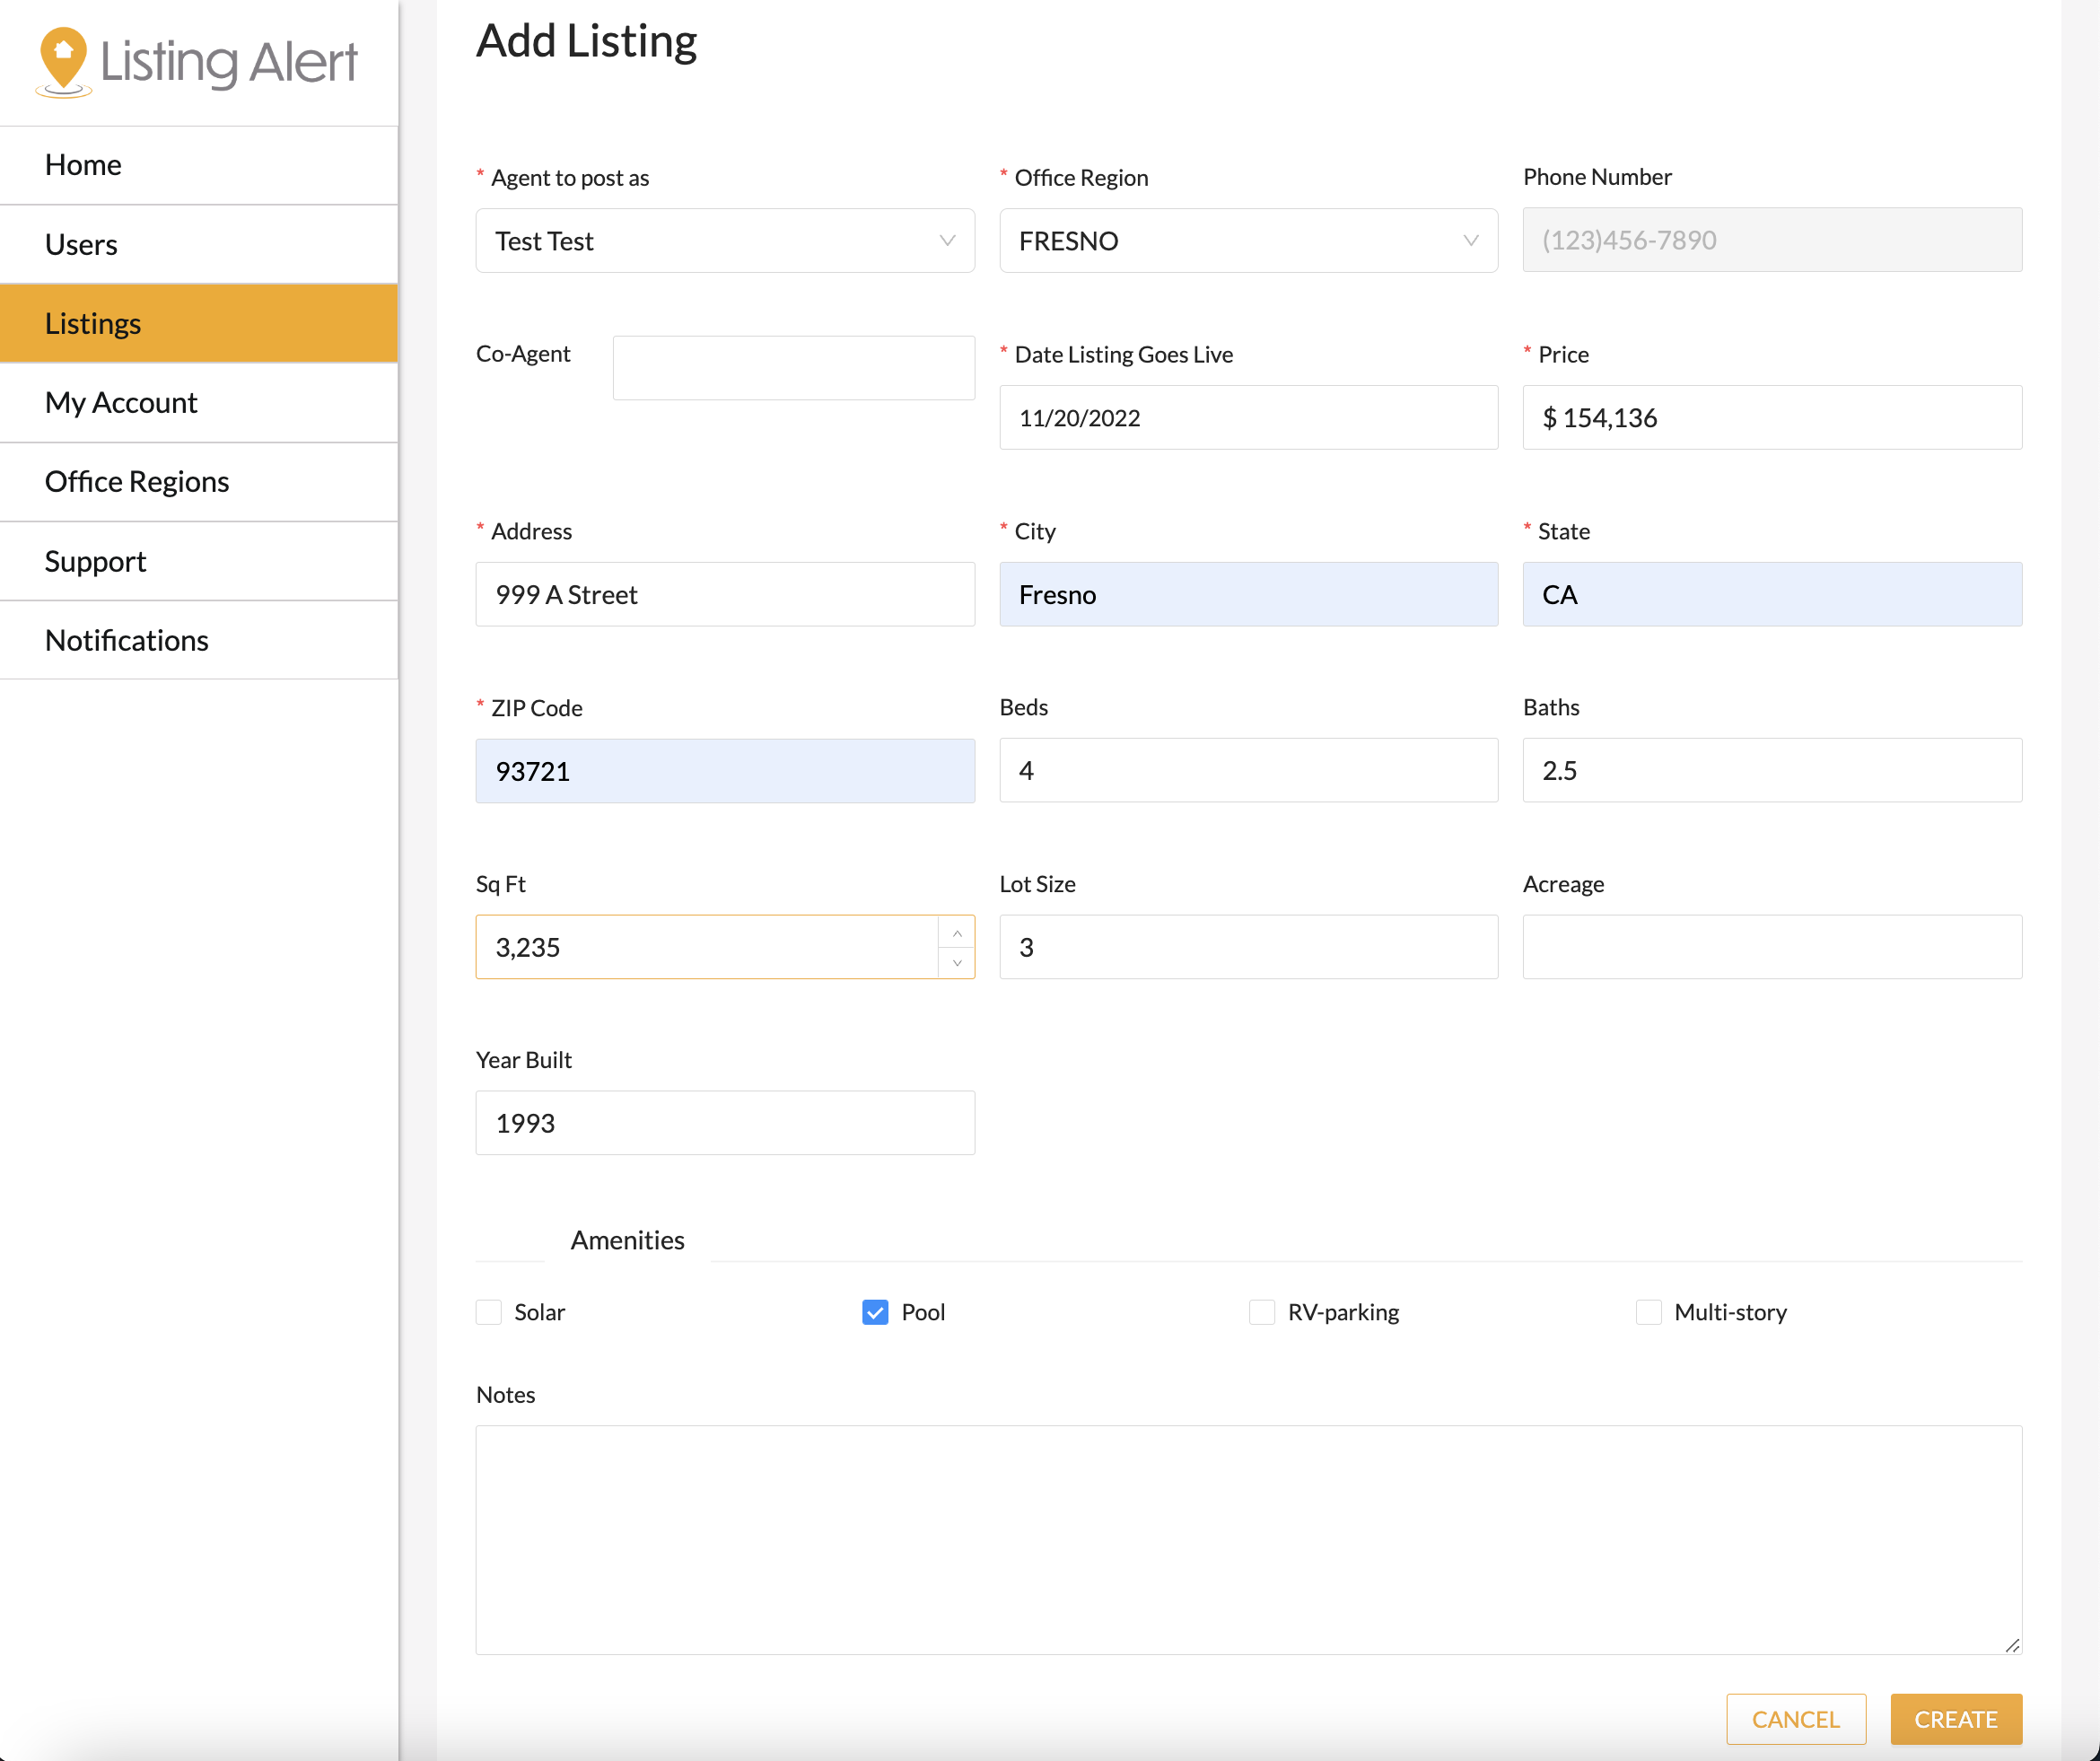 Listing Alert
Home
Users
Listings
My Account
Office Regions
Support
Notifications
Add Listing
* Agent to post as
Test Test
* Office Region
FRESNO
Phone Number
(123)456-7890
Co-Agent
* Date Listing Goes Live
11/20/2022
* Price
$ 154,136
* Address
999 A Street
* City
Fresno
* State
CA
* ZIP Code
93721
Beds
4
Baths
2.5
Sq Ft
3,235
Lot Size
3
Acreage
Year Built
1993
Amenities
Solar
Pool
RV-parking
Multi-story
Notes
CANCEL
CREATE